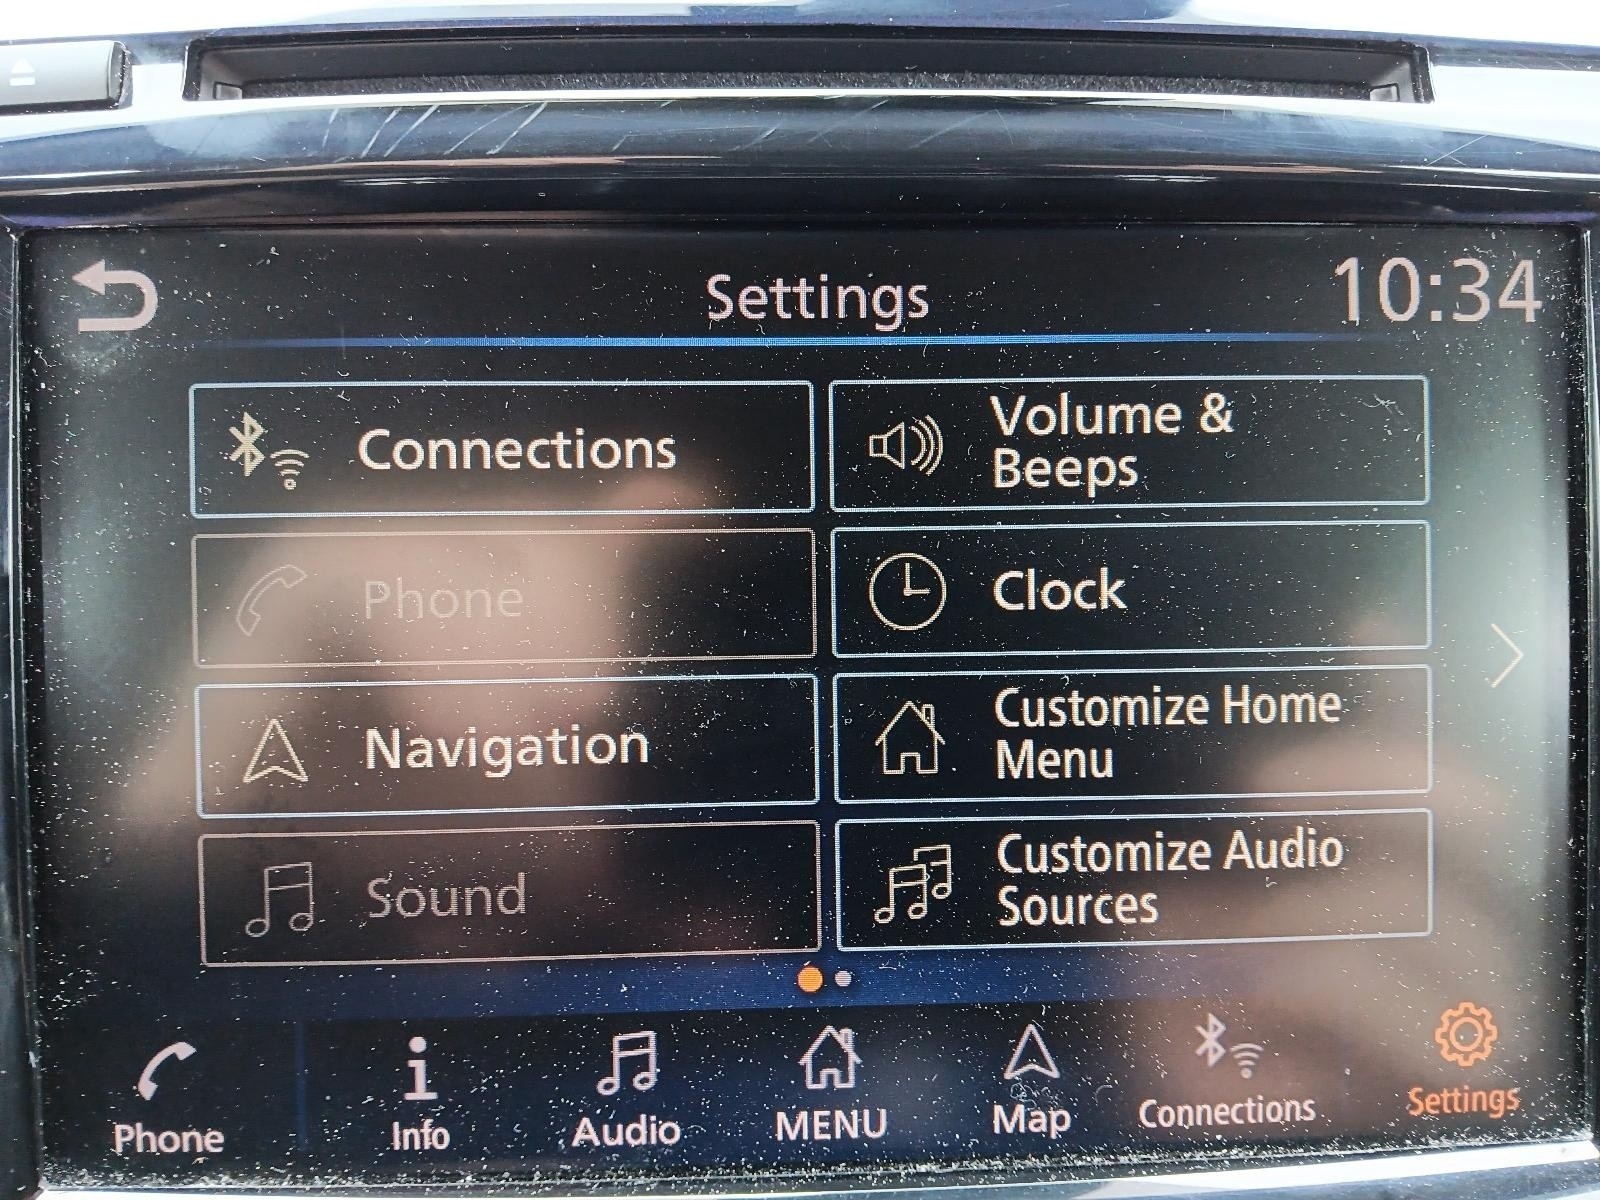 Settings
10:34
Connections
Volume &
Beeps
Phone
Clock
Navigation
Customize Home
Menu
Sound
Customize Audio
Sources
Phone
Info
Audio
MENU
Map
Connections
Settings